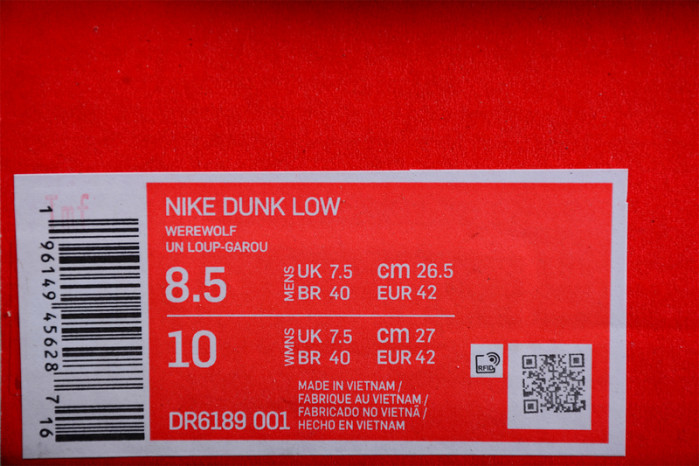 NIKE DUNK LOW
WEREWOLF
UN LOUP-GAROU
8.5 MENS UK 7.5 cm 26.5
BR 40 EUR 42
10 WMNS UK 7.5 cm 27
BR 40 EUR 42
MADE IN VIETNAM /
FABRIQUE AU VIETNAM /
FABRICADO NO VIETNÃ /
HECHO EN VIETNAM
DR6189 001
RFID
1 96149 45628 7 16